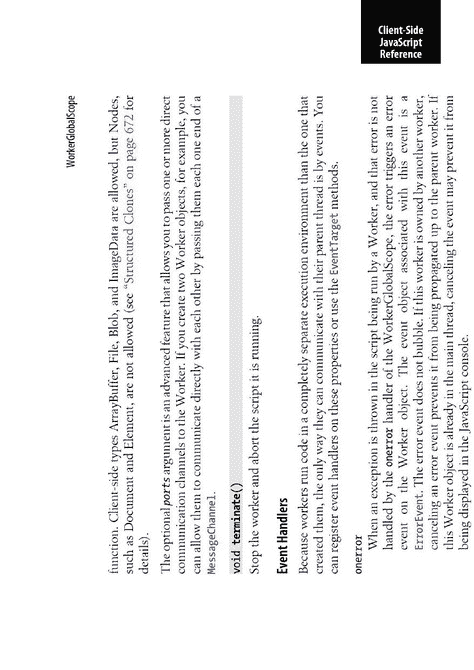 Client-Side
JavaScript
Reference
WorkerGlobalScope
function. Client-side types ArrayBuffer, File, Blob, and ImageData are allowed, but Nodes,
such as Document and Element, are not allowed (see “Structured Clones” on page 672 for
details).
The optional ports argument is an advanced feature that allows you to pass one or more direct
communication channels to the Worker. If you create two Worker objects, for example, you
can allow them to communicate directly with each other by passing them each one end of a
MessageChannel.
void terminate()
Stop the worker and abort the script it is running.
Event Handlers
Because workers run code in a completely separate execution environment than the one that
created them, the only way they can communicate with their parent thread is by events. You
can register event handlers on these properties or use the EventTarget methods.
onerror
When an exception is thrown in the script being run by a Worker, and that error is not
handled by the onerror handler of the WorkerGlobalScope, the error triggers an error
event on the Worker object. The event object associated with this event is a
ErrorEvent. The error event does not bubble. If this worker is owned by another worker,
canceling an error event prevents it from being propagated up to the parent worker. If
this Worker object is already in the main thread, canceling the event may prevent it from
being displayed in the JavaScript console.